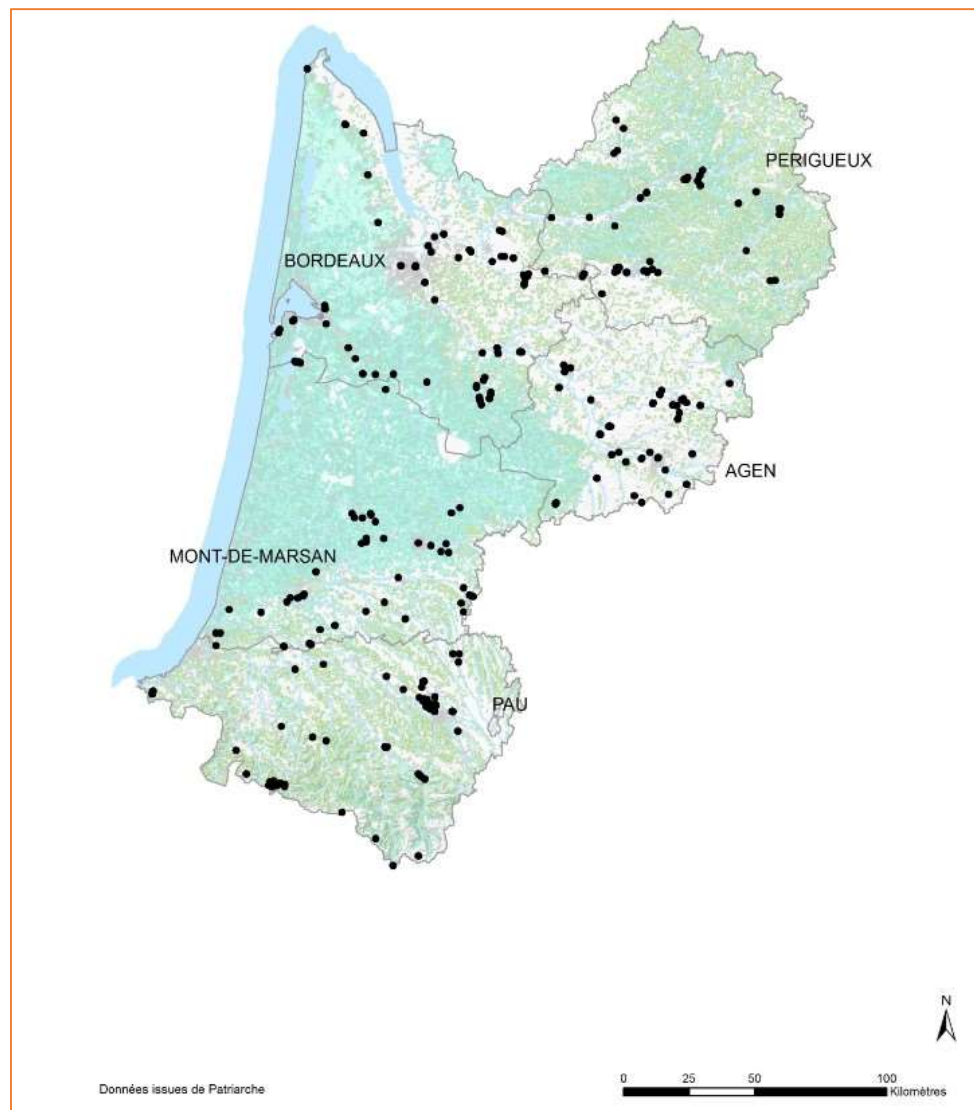 PERIGUEUX
BORDEAUX
AGEN
MONT-DE-MARSAN
PAU
N
Données issues de Patriarche
0 25 50 100
Kilomètres